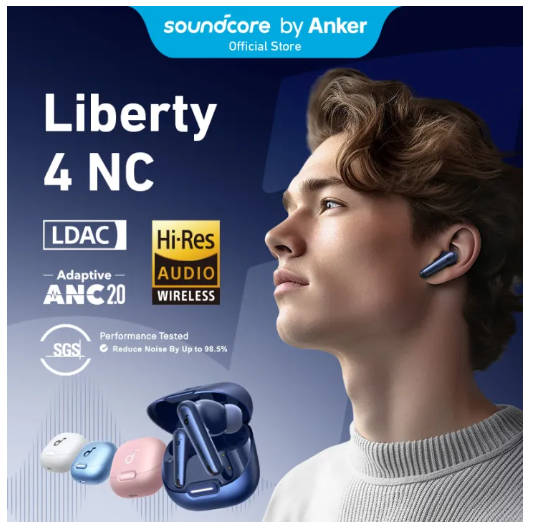 soundcore by Anker
Official Store
Liberty
4 NC
LDAC
Hi-Res
AUDIO
WIRELESS
Adaptive
ANC 2.0
SGS
Performance Tested
Reduce Noise By Up to 98.5%